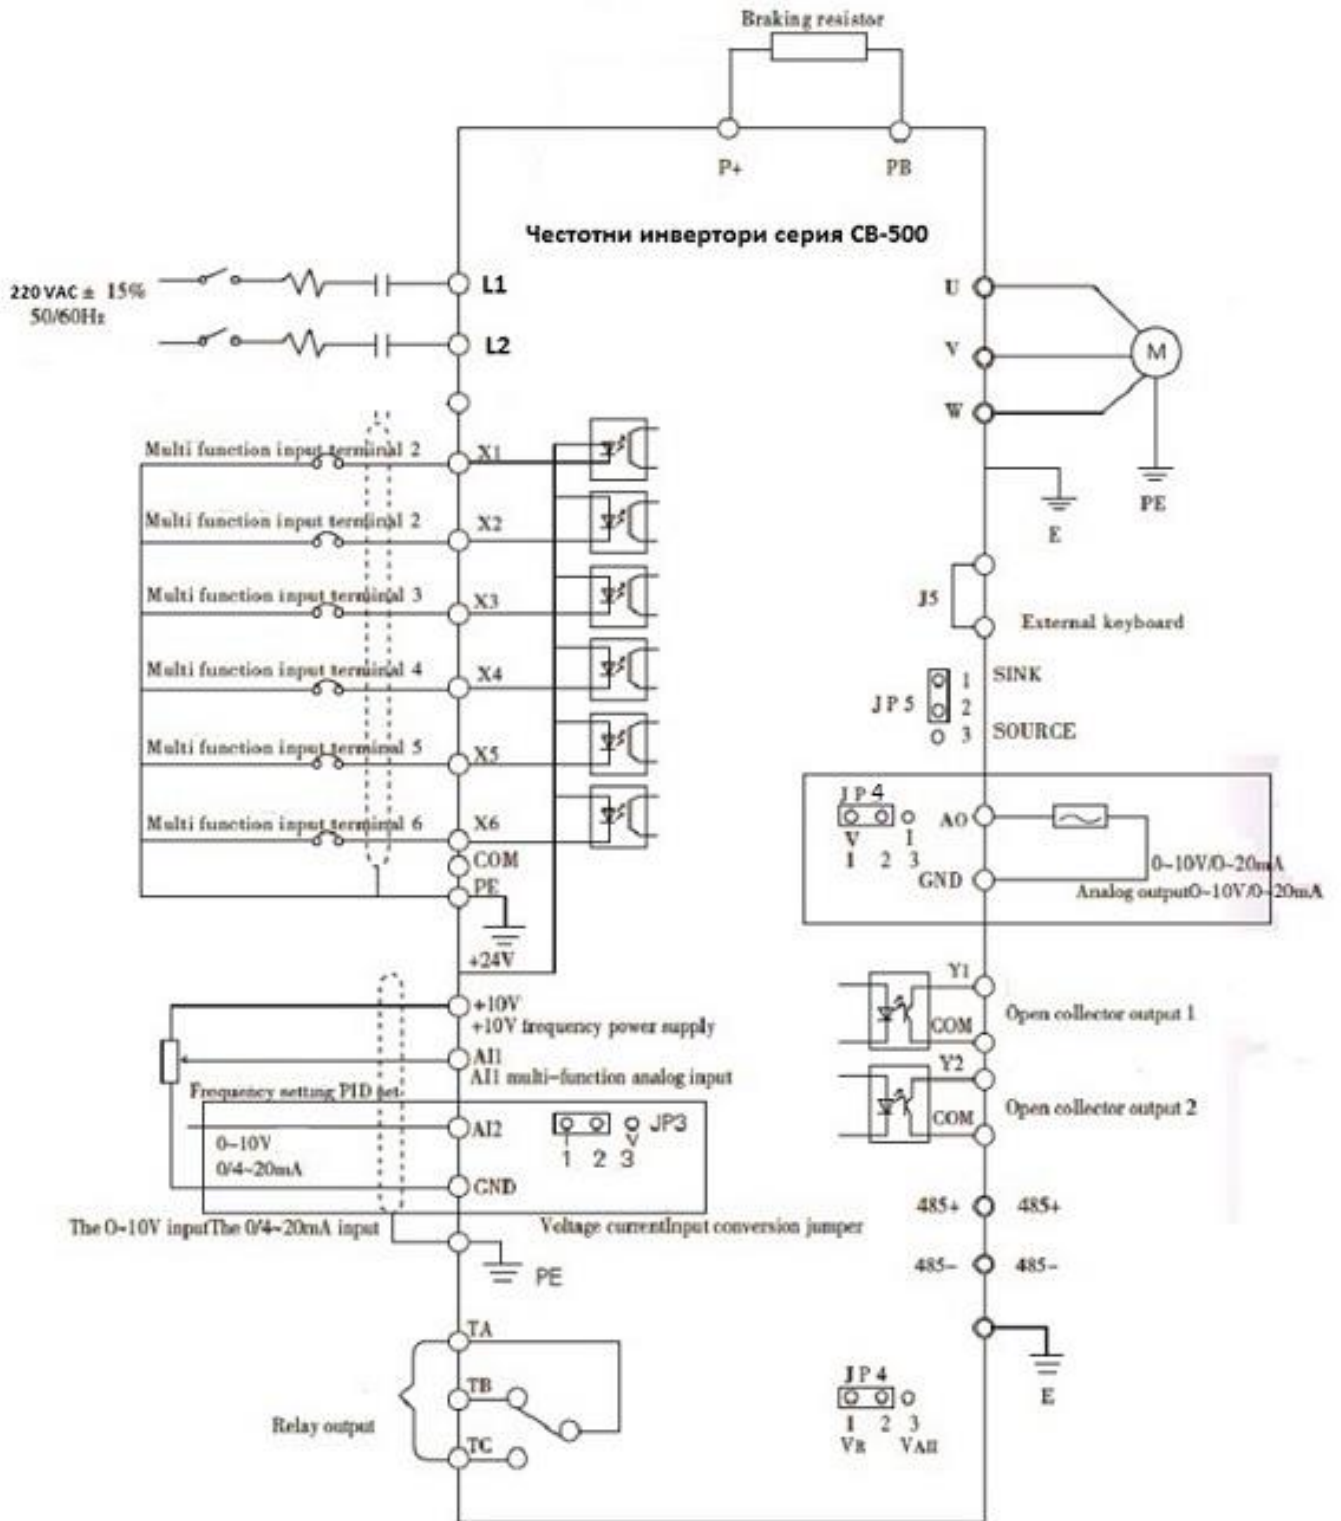 Braking resistor
P+
PB
Честотни инвертори серия CB-500
220 VAC ± 15%
50/60Hz
L1
L2
U
V
W
M
PE
E
Multi function input terminal 2
X1
Multi function input terminal 2
X2
Multi function input terminal 3
X3
Multi function input terminal 4
X4
Multi function input terminal 5
X5
Multi function input terminal 6
X6
COM
PE
+24V
J5
External keyboard
JP5
1
SINK
2
3
SOURCE
JP4
V
I
1 2 3
AO
GND
0~10V/0~20mA
Analog output0~10V/0~20mA
+10V
+10V frequency power supply
AI1
AI1 multi-function analog input
Frequency setting PID set
AI2
0~10V
0/4~20mA
GND
JP3
I
V
1 2 3
The 0~10V inputThe 0/4~20mA input
Voltage currentInput conversion jumper
PE
Y1
COM
Open collector output 1
Y2
COM
Open collector output 2
485+
485+
485-
485-
E
TA
TB
TC
Relay output
JP4
1 2 3
VR
VAII